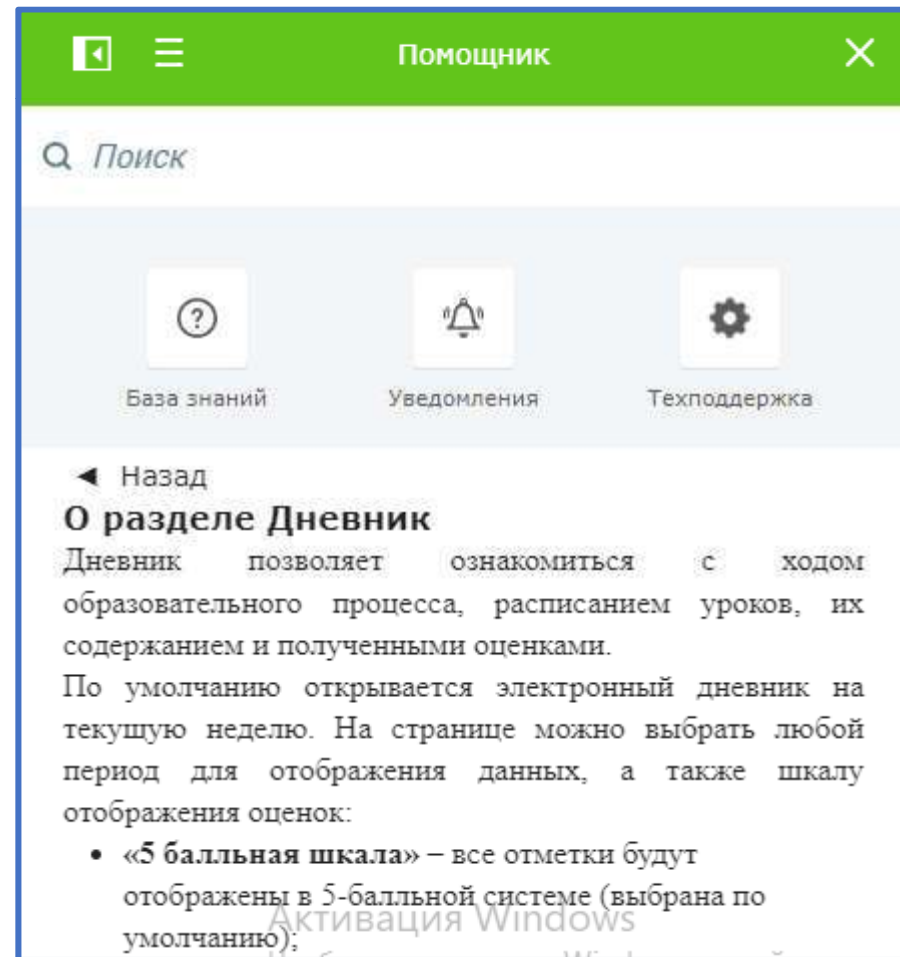 Помощник
Поиск
База знаний
Уведомления
Техподдержка
◄ Назад
О разделе Дневник
Дневник позволяет ознакомиться с ходом
образовательного процесса, расписанием уроков, их
содержанием и полученными оценками.
По умолчанию открывается электронный дневник на
текущую неделю. На странице можно выбрать любой
период для отображения данных, а также шкалу
отображения оценок:
• «5 балльная шкала» – все отметки будут
отображены в 5-балльной системе (выбрана по
Активация Windows
умолчанию);